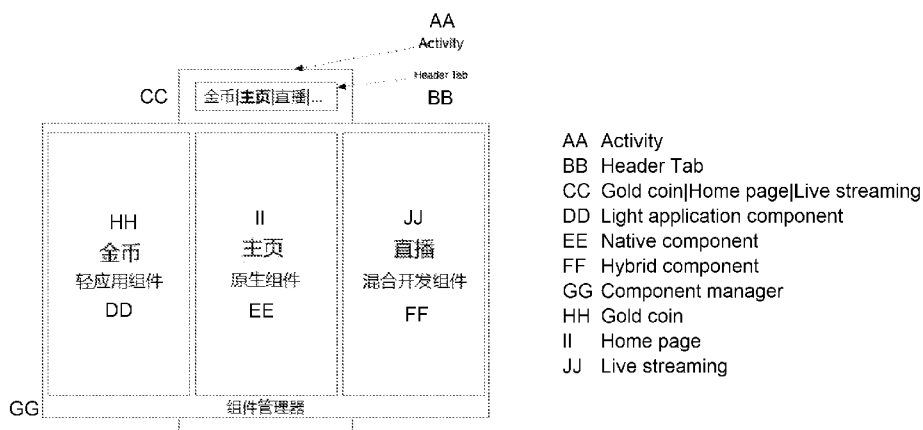 AA
Activity
Header Tab
CC
金币|主页|直播|...
BB
HH
金币
轻应用组件
DD
II
主页
原生组件
EE
JJ
直播
混合开发组件
FF
GG
组件管理器
AA Activity
BB Header Tab
CC Gold coin|Home page|Live streaming
DD Light application component
EE Native component
FF Hybrid component
GG Component manager
HH Gold coin
II Home page
JJ Live streaming